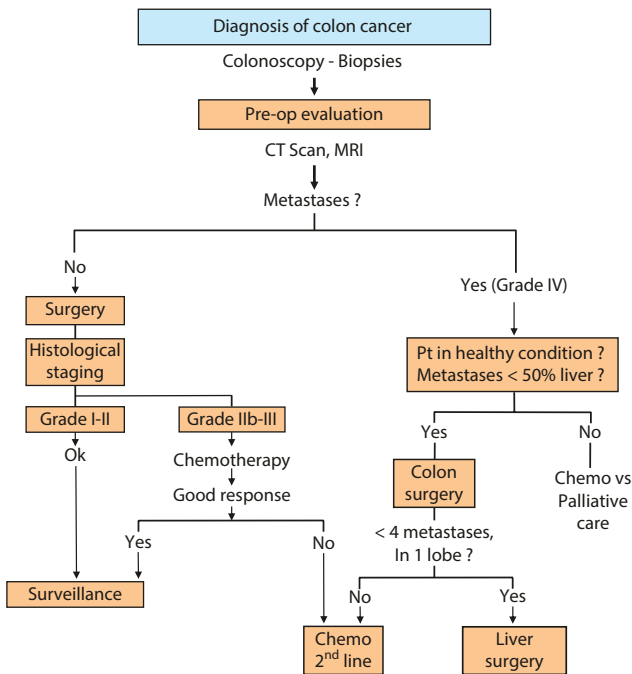 Diagnosis of colon cancer
Colonoscopy - Biopsies
Pre-op evaluation
CT Scan, MRI
Metastases ?
No
Yes (Grade IV)
Surgery
Histological
staging
Pt in healthy condition ?
Metastases < 50% liver ?
Grade I-II
Grade IIb-III
Ok
Chemotherapy
Good response
Yes
No
Yes
No
Colon
surgery
Chemo vs
Palliative
care
< 4 metastases,
In 1 lobe ?
No
Yes
Surveillance
Chemo
2nd line
Liver
surgery